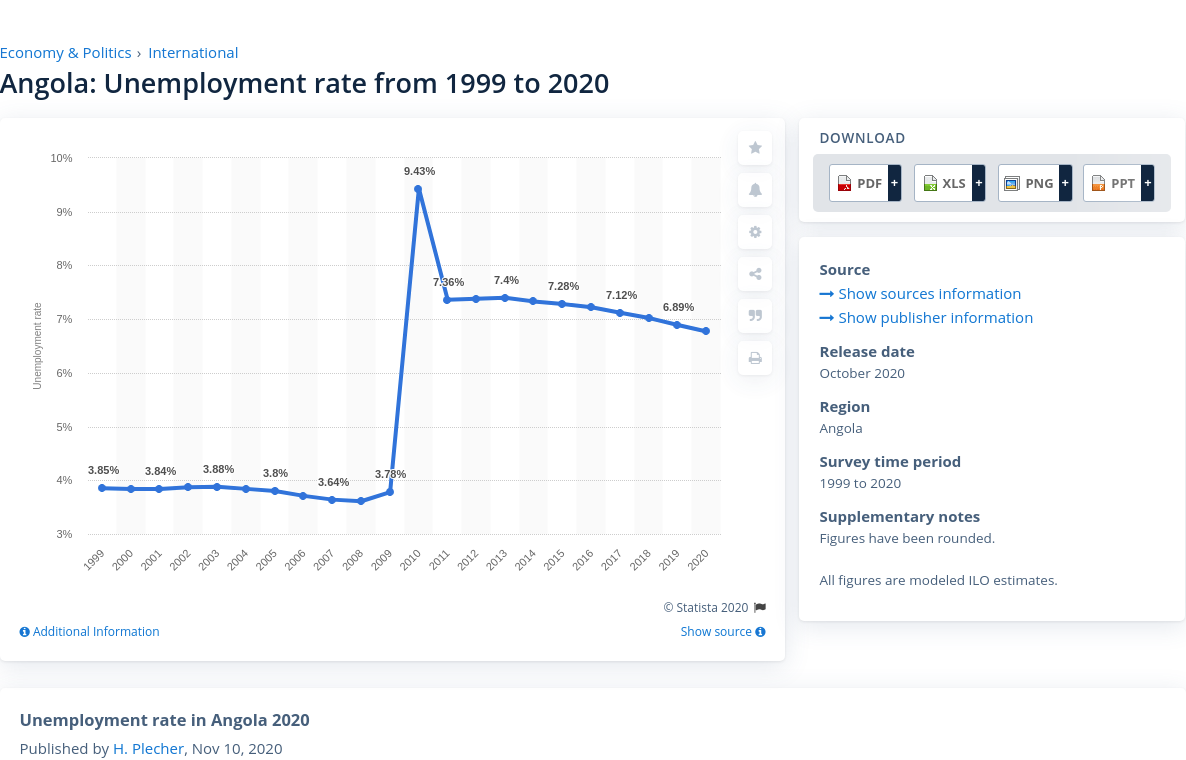 Economy & Politics › International
Angola: Unemployment rate from 1999 to 2020
10%
9%
8%
7%
6%
5%
4%
3%
Unemployment rate
3.85%
3.84%
3.88%
3.8%
3.64%
3.78%
9.43%
7.36%
7.4%
7.28%
7.12%
6.89%
1999
2000
2001
2002
2003
2004
2005
2006
2007
2008
2009
2010
2011
2012
2013
2014
2015
2016
2017
2018
2019
2020
© Statista 2020
Additional Information
Show source
DOWNLOAD
PDF +
XLS +
PNG +
PPT +
Source
Show sources information
Show publisher information
Release date
October 2020
Region
Angola
Survey time period
1999 to 2020
Supplementary notes
Figures have been rounded.
All figures are modeled ILO estimates.
Unemployment rate in Angola 2020
Published by H. Plecher, Nov 10, 2020